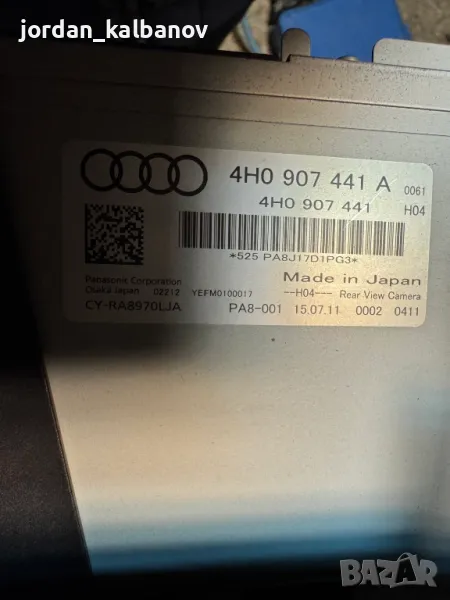 jordan_kalbanov
4H0 907 441 A 0061
4H0 907 441 H04
*525 PA8J17D1PG3*
Made in Japan
Panasonic Corporation
Osaka Japan 02212 YEFM0100017 --H04-- Rear View Camera
CY-RA8970LJA PA8-001 15.07.11 0002 0411
BAZAR